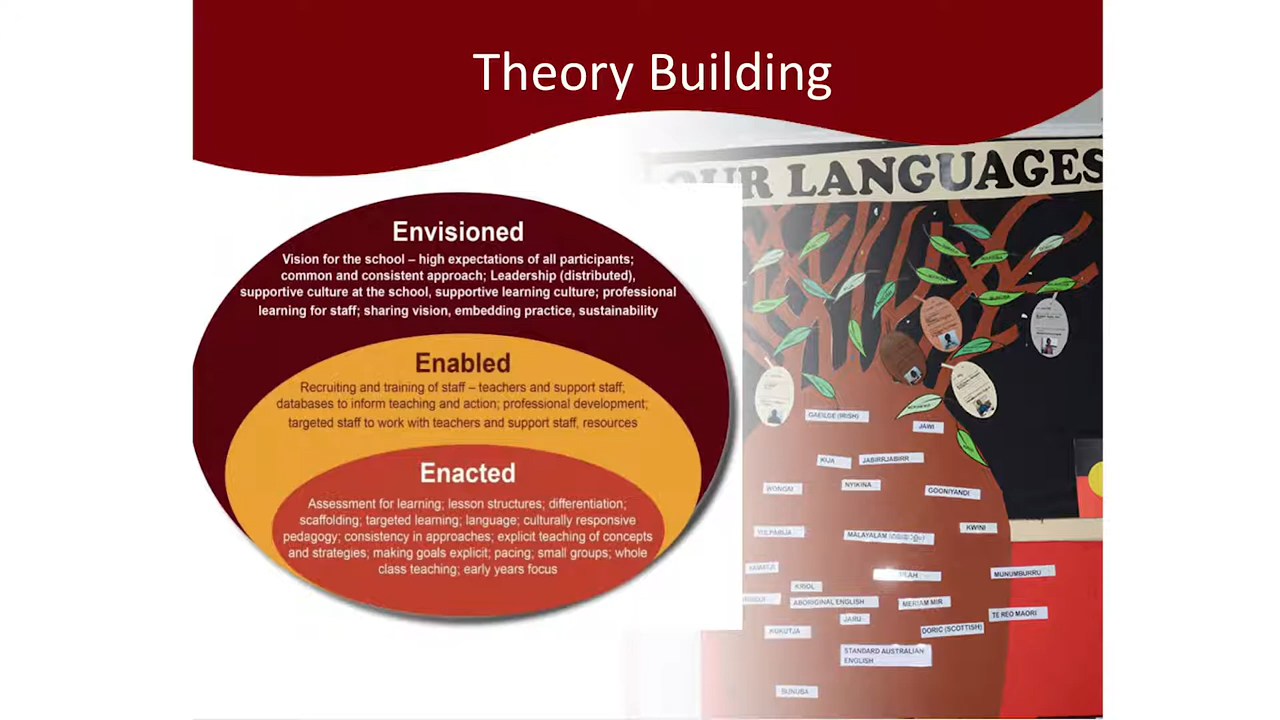 Theory Building
OUR LANGUAGES
Envisioned
Vision for the school – high expectations of all participants;
common and consistent approach; Leadership (distributed),
supportive culture at the school, supportive learning culture; professional
learning for staff; sharing vision, embedding practice, sustainability
Enabled
Recruiting and training of staff – teachers and support staff;
databases to inform teaching and action; professional development;
targeted staff to work with teachers and support staff, resources
Enacted
Assessment for learning; lesson structures; differentiation;
scaffolding; targeted learning; language; culturally responsive
pedagogy; consistency in approaches; explicit teaching of concepts
and strategies; making goals explicit; pacing; small groups; whole
class teaching; early years focus
GAEILGE (IRISH)
JAWI
KIJA
JABIRRJABIRR
WONGAI
NYIKINA
GOONIYANDI
YULPARIJA
KWINI
MALAYALAM
MUNUMBURRU
KRIOL
ABORIGINAL ENGLISH
MERIAM MIR
TE REO MAORI
JARU
KUKUTJA
DORIC (SCOTTISH)
STANDARD AUSTRALIAN
ENGLISH
BUNUBA